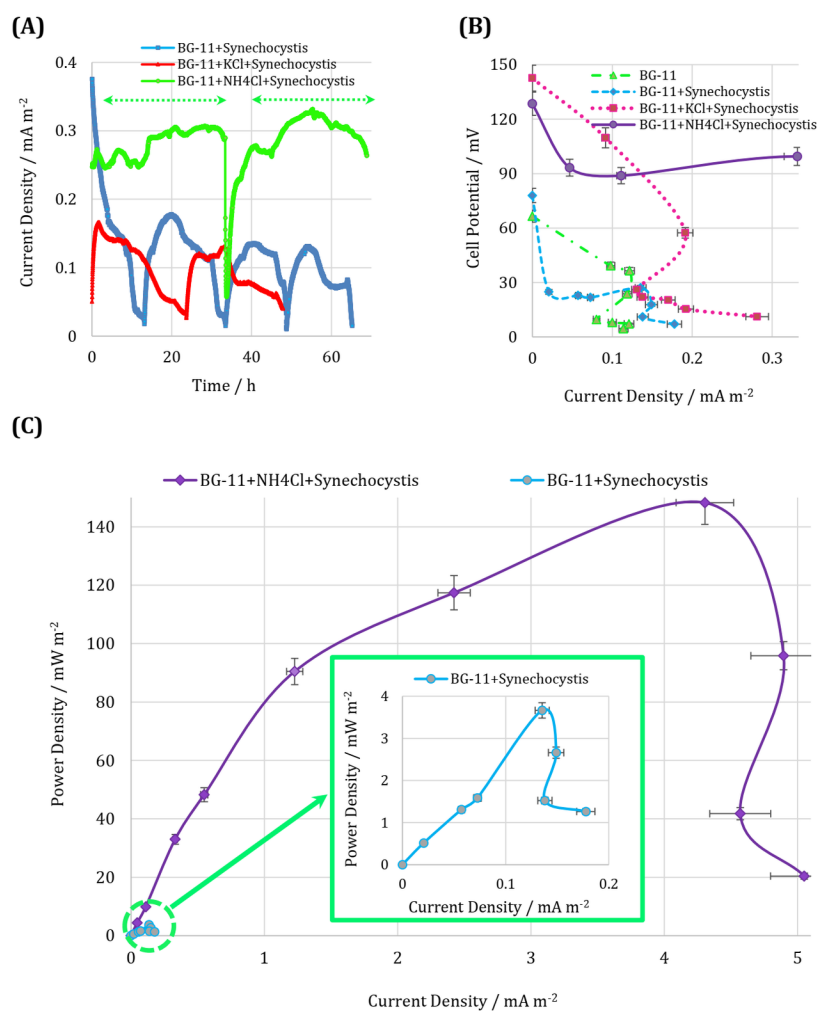 (A)
BG-11+Synechocystis
BG-11+KCl+Synechocystis
BG-11+NH4Cl+Synechocystis
Current Density / mA m-2
0.4
0.3
0.2
0.1
0
0
20
40
60
Time / h
(B)
BG-11
BG-11+Synechocystis
BG-11+KCl+Synechocystis
BG-11+NH4Cl+Synechocystis
Cell Potential / mV
150
120
90
60
30
0
0
0.1
0.2
0.3
Current Density / mA m-2
(C)
BG-11+NH4Cl+Synechocystis
BG-11+Synechocystis
Power Density / mW m-2
140
120
100
80
60
40
20
0
0
1
2
3
4
5
Current Density / mA m-2
BG-11+Synechocystis
Power Density / mW m-2
4
3
2
1
0
0
0.1
0.2
Current Density / mA m-2